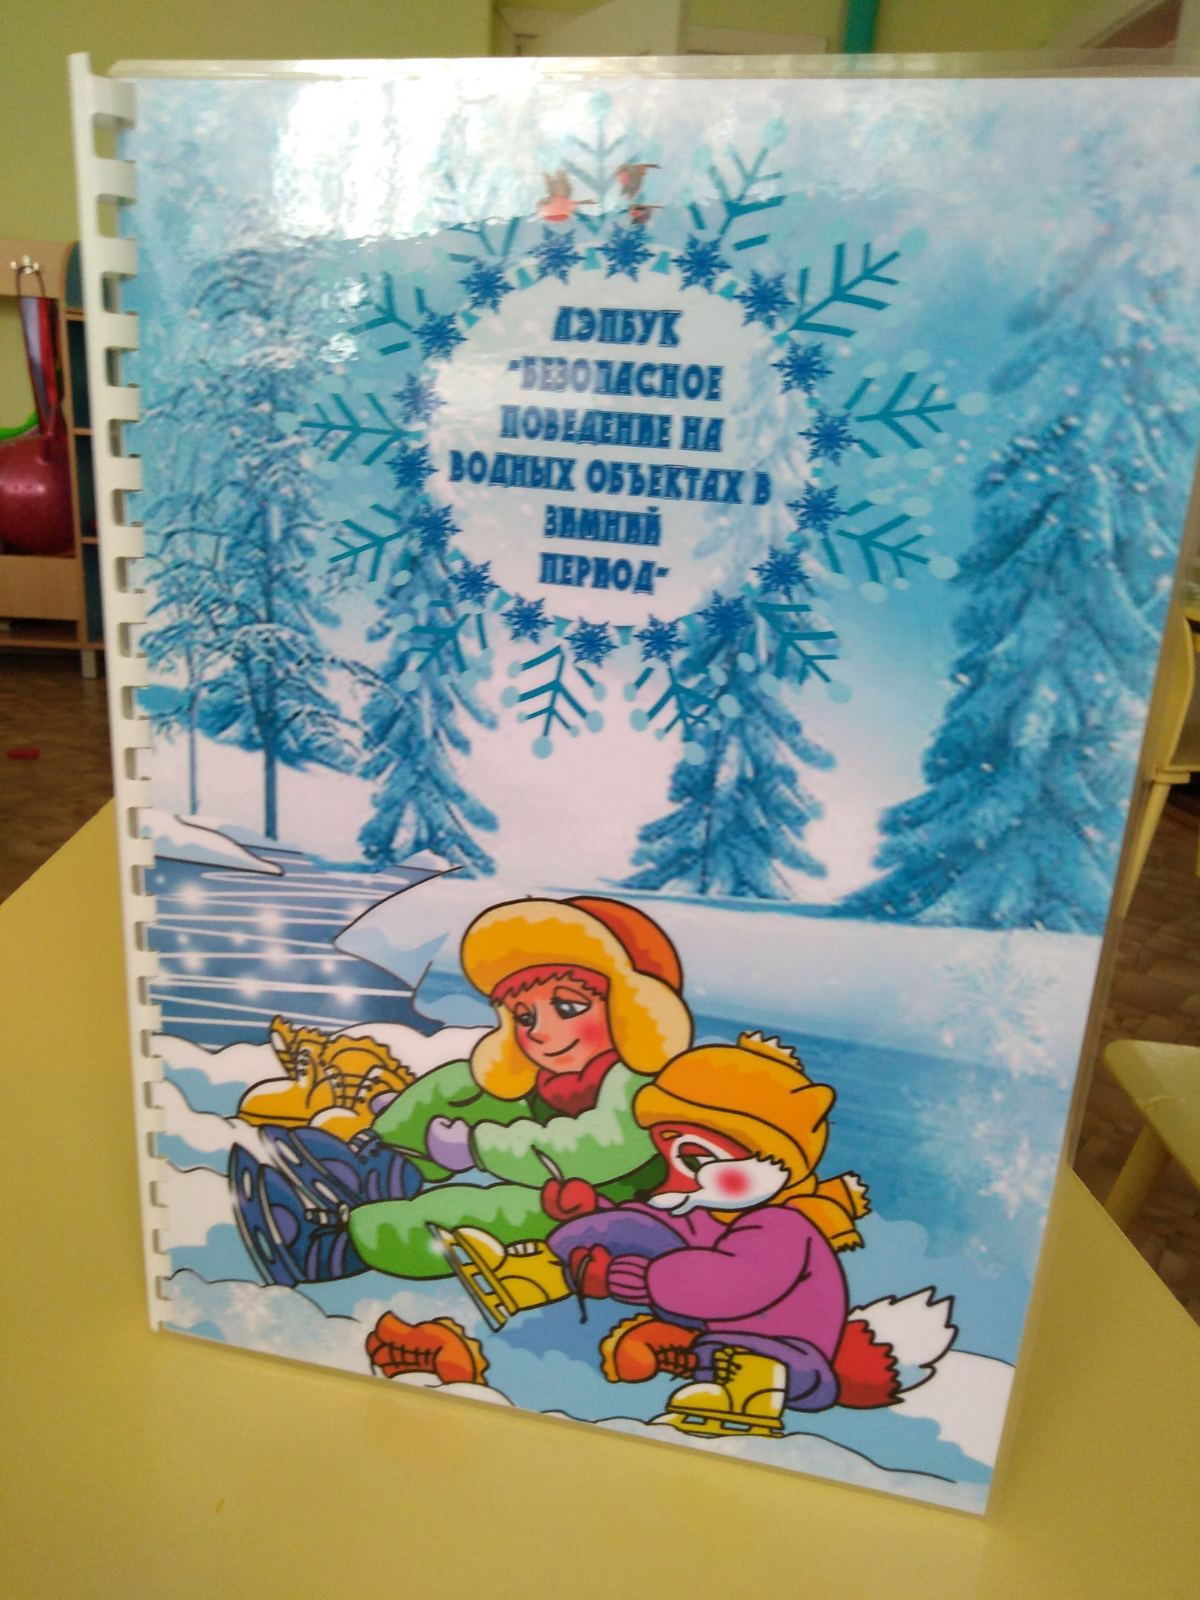 ЛЭПБУК
"БЕЗОПАСНОЕ
ПОВЕДЕНИЕ НА
ВОДНЫХ ОБЪЕКТАХ В
ЗИМНИЙ
ПЕРИОД"